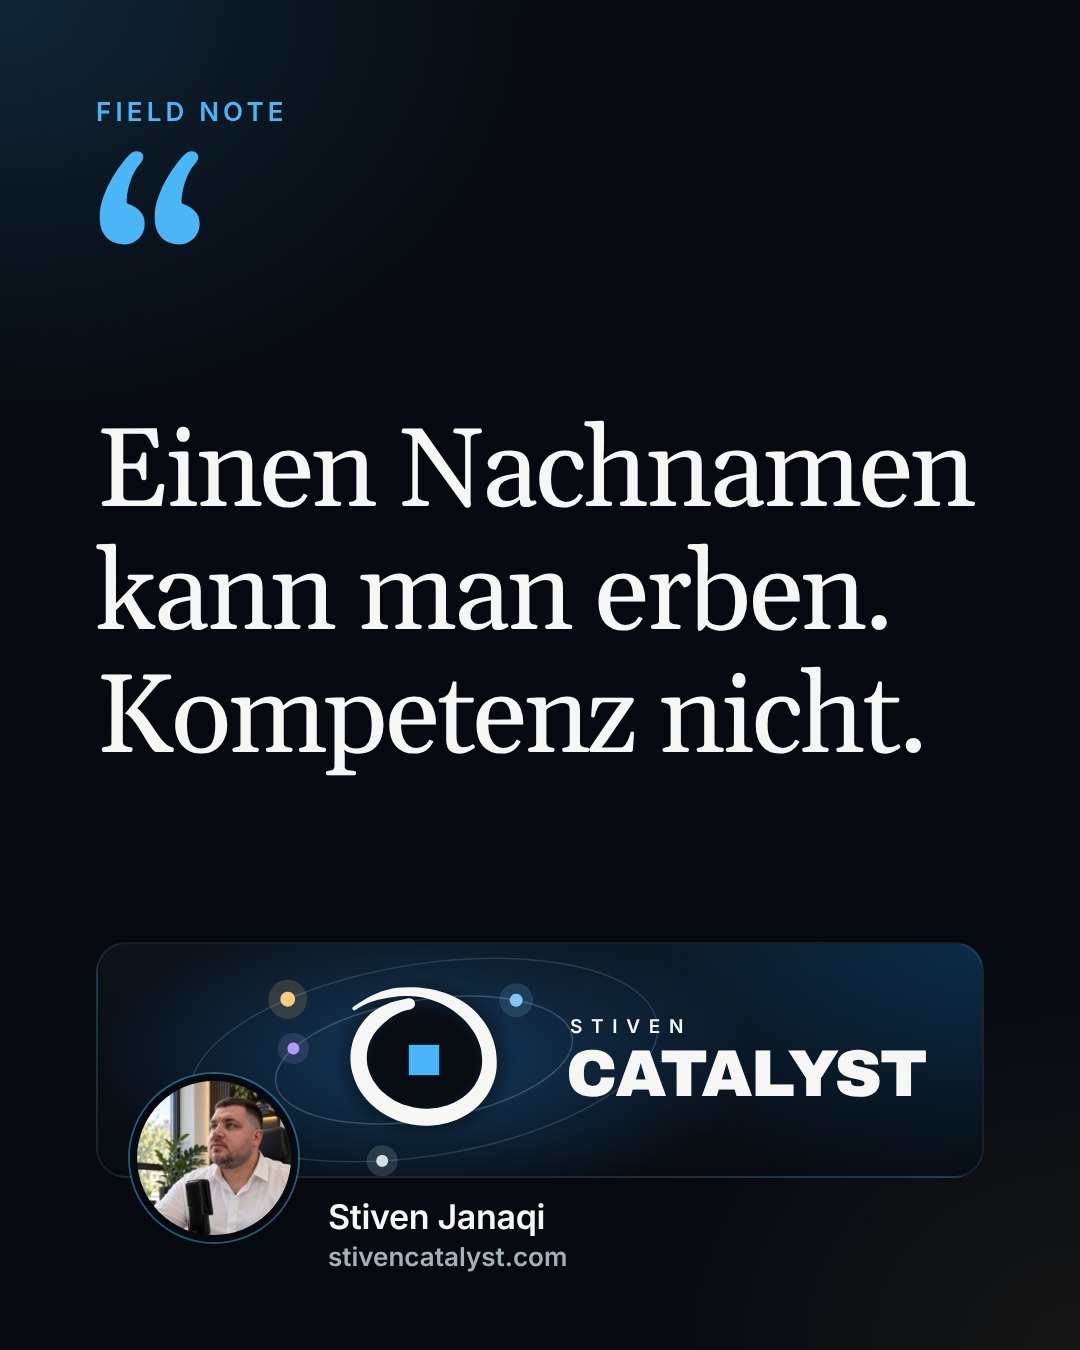 FIELD NOTE
“
Einen Nachnamen
kann man erben.
Kompetenz nicht.
STIVEN
CATALYST
Stiven Janaqi
stivencatalyst.com